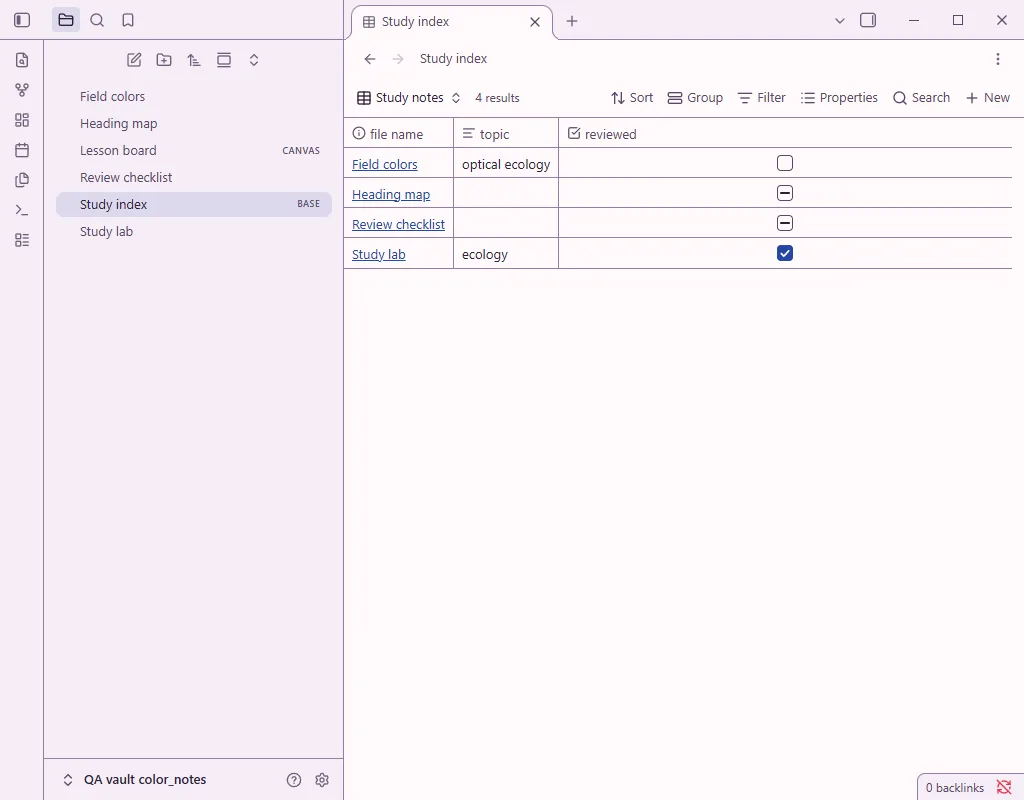 Study index
Study index
Field colors
Heading map
Lesson board CANVAS
Review checklist
Study index BASE
Study lab
Study notes 4 results Sort Group Filter Properties Search New
file name topic reviewed
Field colors optical ecology
Heading map
Review checklist
Study lab ecology
QA vault color_notes
0 backlinks